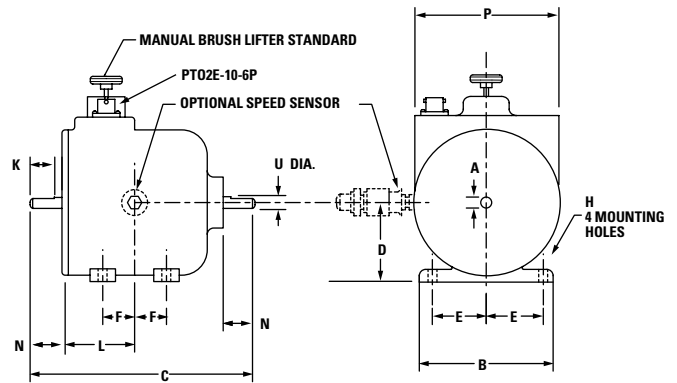 P
MANUAL BRUSH LIFTER STANDARD
PT02E-10-6P
OPTIONAL SPEED SENSOR
K
U DIA.
A
H
4 MOUNTING
HOLES
D
F
F
E
E
N
N
L
B
C